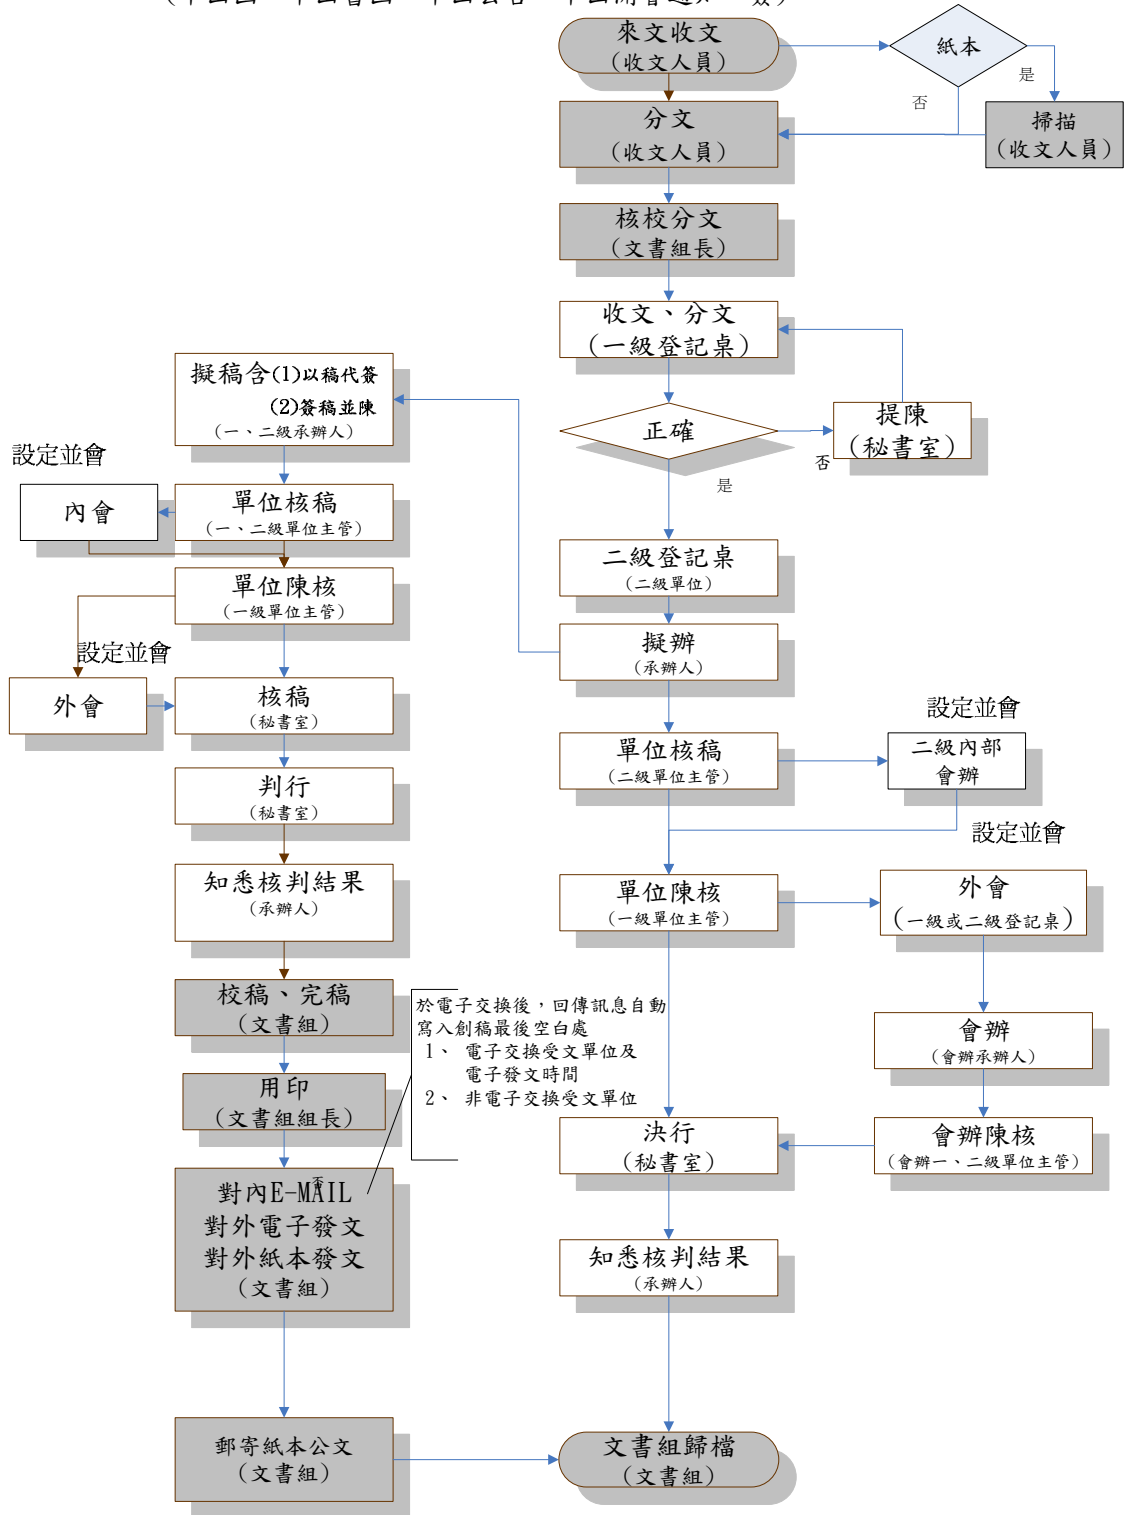 來文收文
(收文人員)
紙本
是
否
掃描
(收文人員)
分文
(收文人員)
核校分文
(文書組長)
收文、分文
(一級登記桌)
正確
否
是
提陳
(秘書室)
二級登記桌
(二級單位)
擬辦
(承辦人)
設定並會
單位核稿
(二級單位主管)
二級內部
會辦
設定並會
單位陳核
(一級單位主管)
外會
(一級或二級登記桌)
會辦
(會辦承辦人)
會辦陳核
(會辦一、二級單位主管)
決行
(秘書室)
知悉核判結果
(承辦人)
文書組歸檔
(文書組)
擬稿含(1)以稿代簽
(2)簽稿並陳
(一、二級承辦人)
設定並會
內會
單位核稿
(一、二級單位主管)
單位陳核
(一級單位主管)
設定並會
外會
核稿
(秘書室)
判行
(秘書室)
知悉核判結果
(承辦人)
校稿、完稿
(文書組)
於電子交換後，回傳訊息自動
寫入創稿最後空白處
1、 電子交換受文單位及
電子發文時間
2、 非電子交換受文單位
用印
(文書組組長)
否
對內E-MAIL
對外電子發文
對外紙本發文
(文書組)
郵寄紙本公文
(文書組)